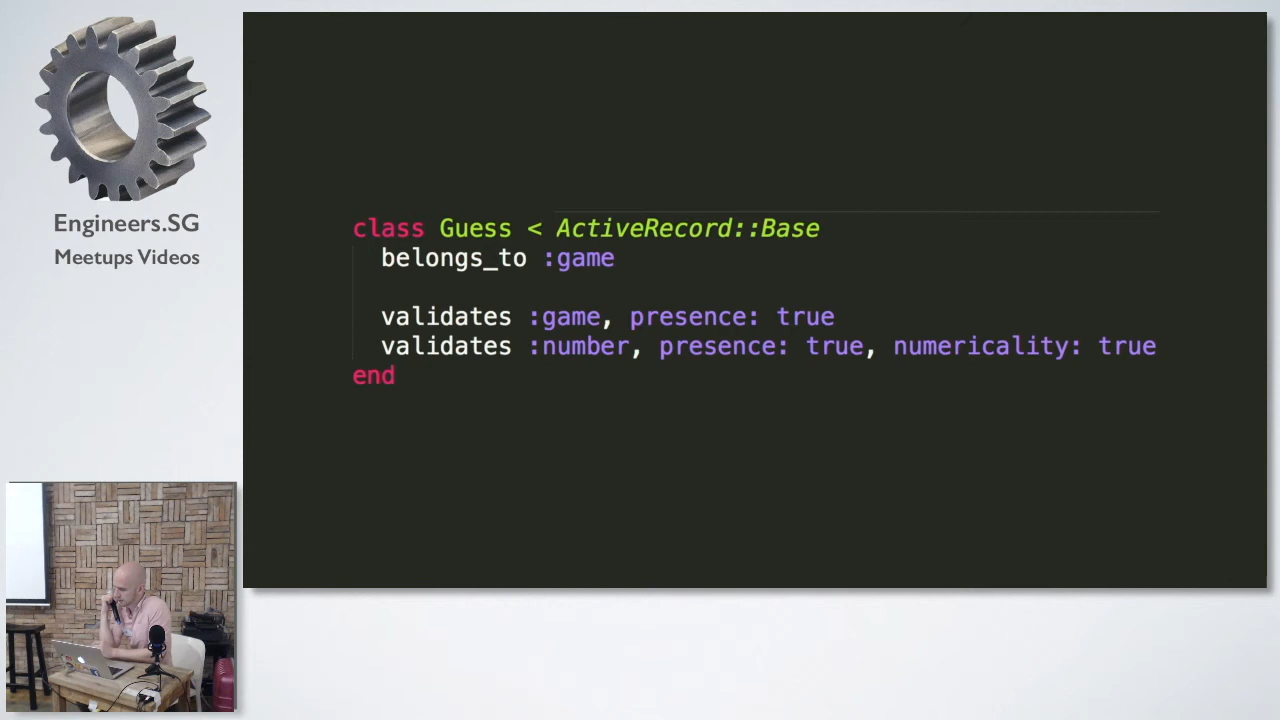 Engineers.SG
Meetups Videos
class Guess < ActiveRecord::Base
belongs_to :game
validates :game, presence: true
validates :number, presence: true, numericality: true
end